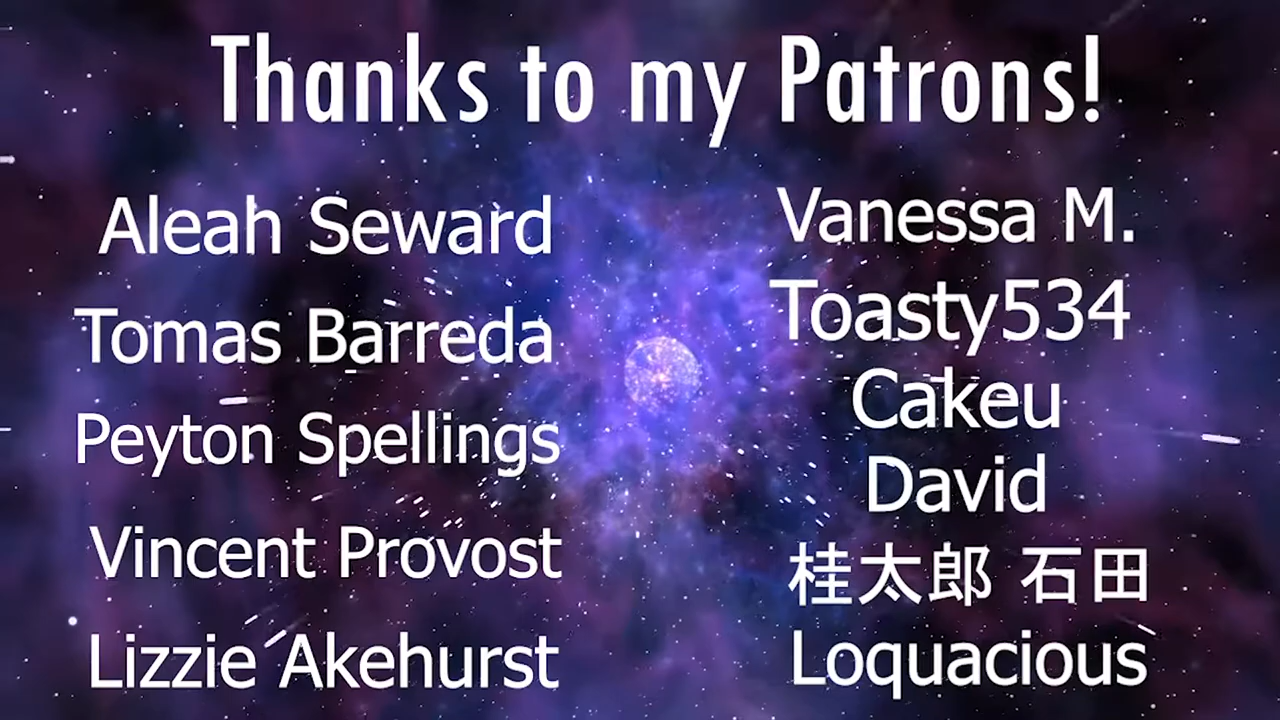 Thanks to my Patrons!
Aleah Seward
Tomas Barreda
Peyton Spellings
Vincent Provost
Lizzie Akehurst
Vanessa M.
Toasty534
Cakeu
David
桂太郎 石田
Loquacious